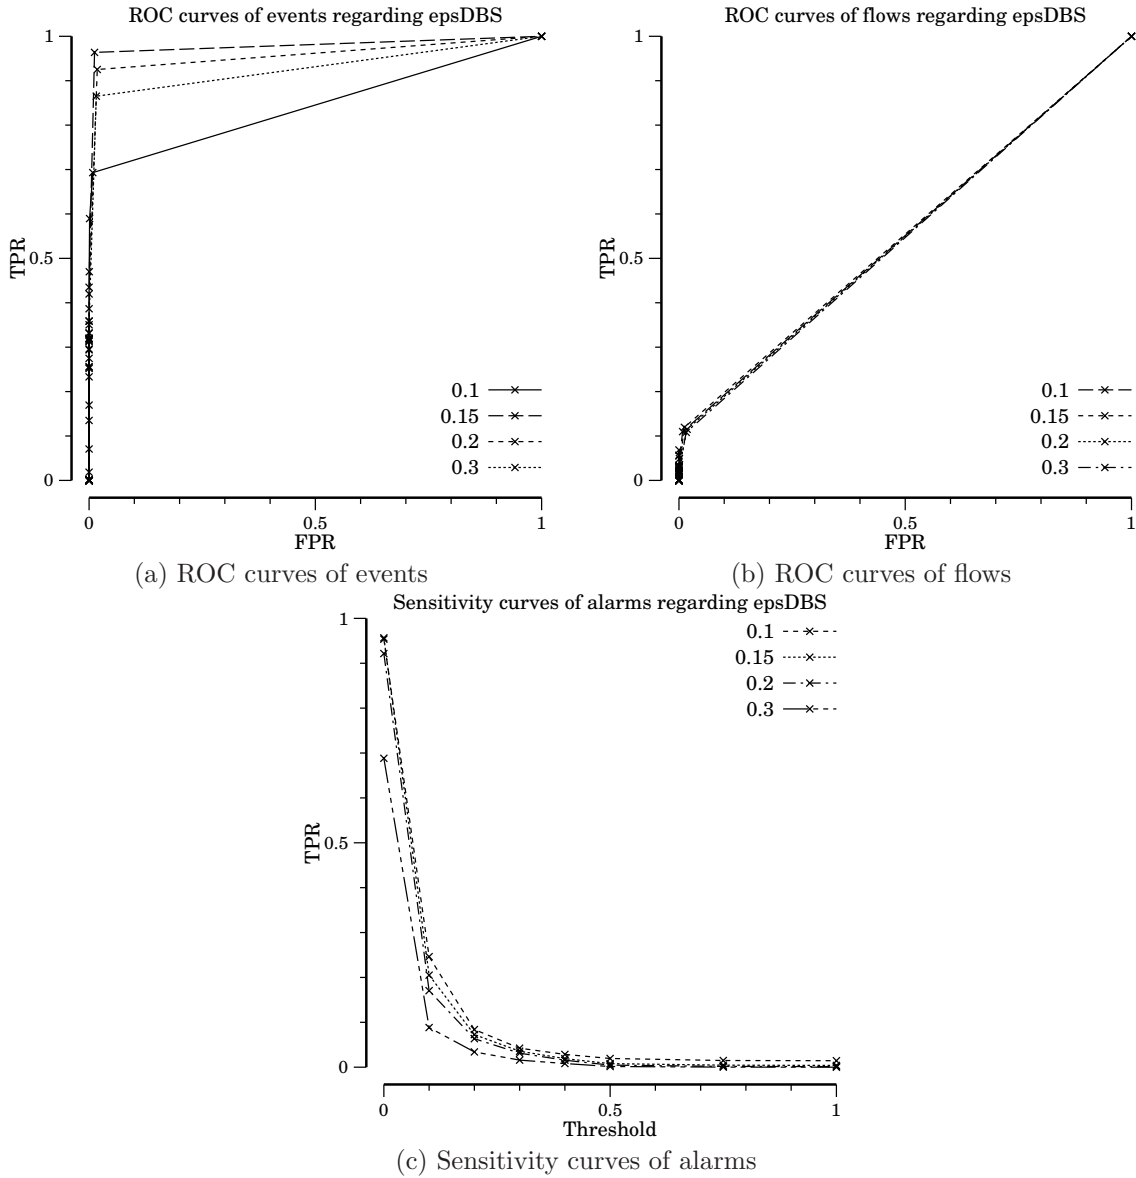 ROC curves of events regarding epsDBS
1
TPR
0.5
0
0.1
0.15
0.2
0.3
0 0.5 1
FPR
(a) ROC curves of events
ROC curves of flows regarding epsDBS
1
TPR
0.5
0
0.1
0.15
0.2
0.3
0 0.5 1
FPR
(b) ROC curves of flows
Sensitivity curves of alarms regarding epsDBS
1
0.1
0.15
0.2
0.3
TPR
0.5
0
0 0.5 1
Threshold
(c) Sensitivity curves of alarms